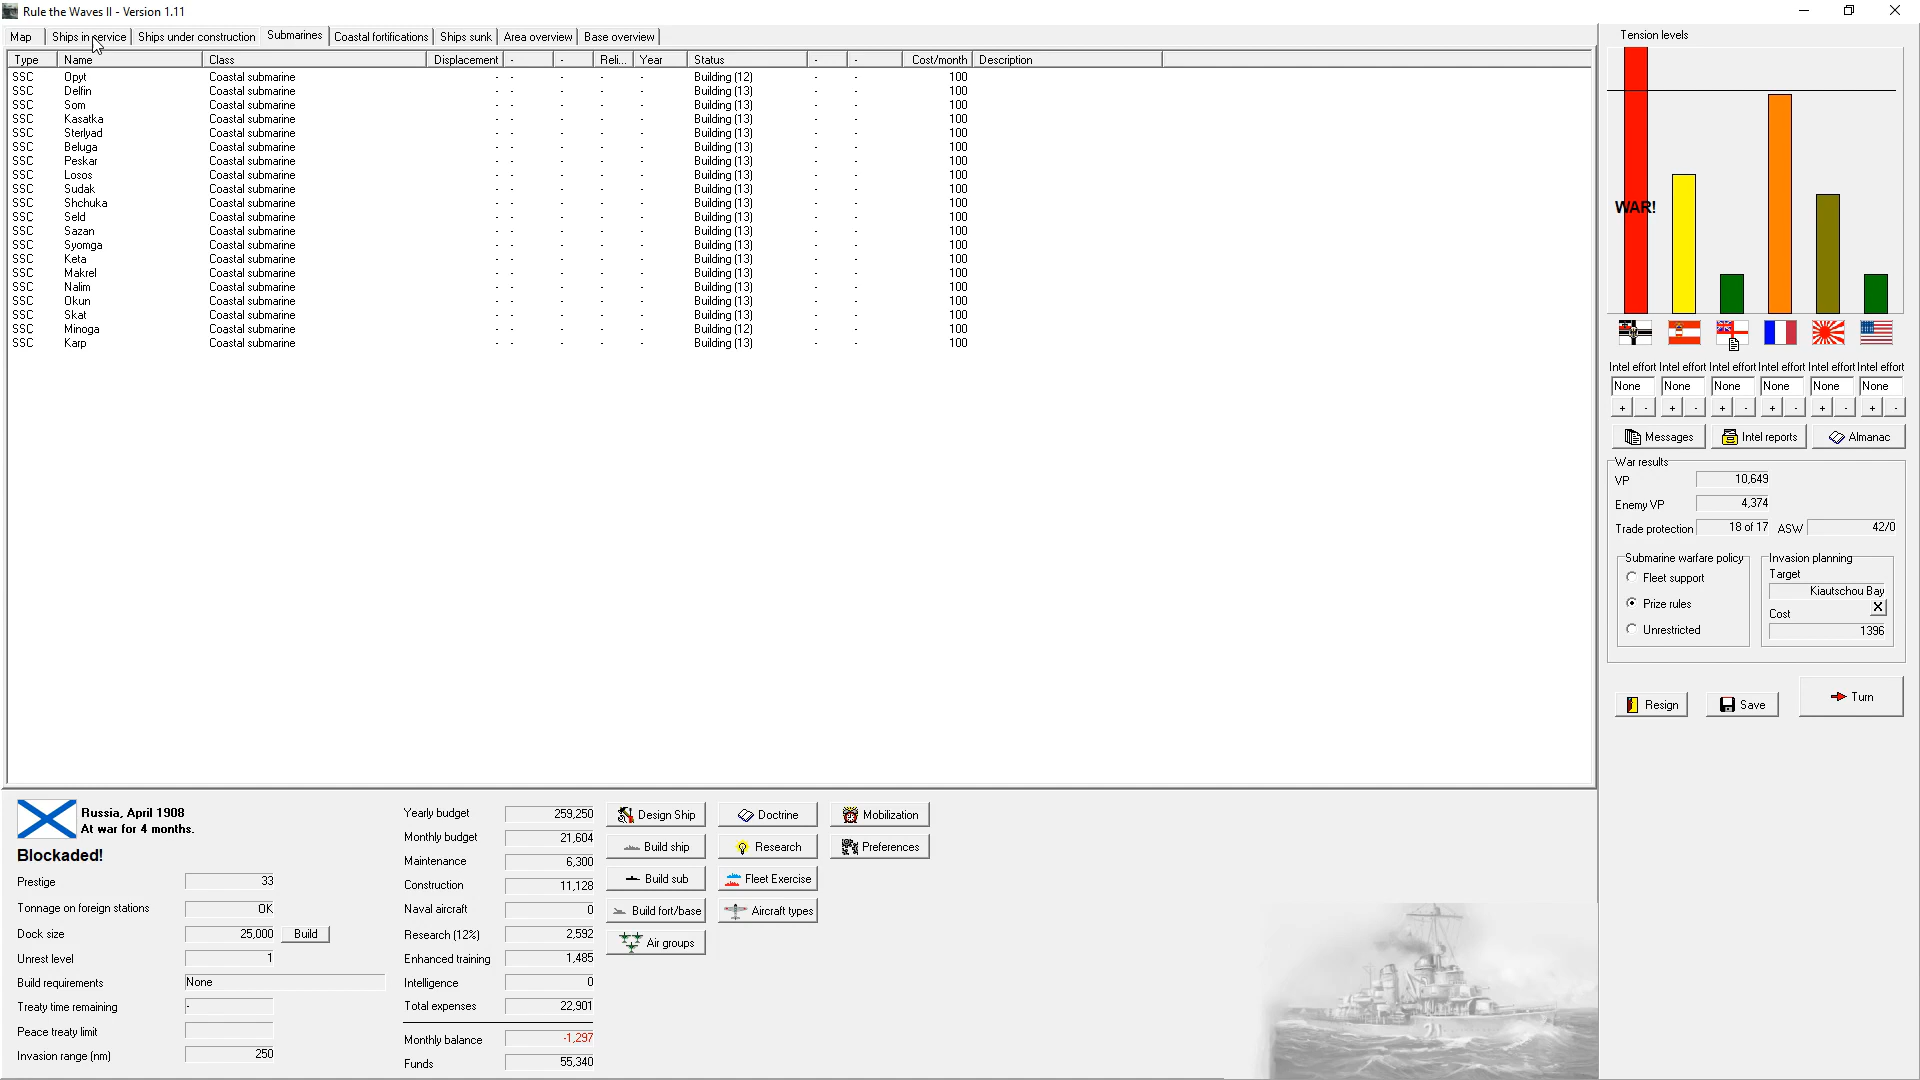 Rule the Waves II - Version 1.11
Map Ships in service Ships under construction Submarines Coastal fortifications Ships sunk Area overview Base overview
Type Name Class Displacement - - Reli... Year Status - - Cost/month Description
SSC Opyt Coastal submarine - - - - - Building (12) - - 100
SSC Delfin Coastal submarine - - - - - Building (13) - - 100
SSC Som Coastal submarine - - - - - Building (13) - - 100
SSC Kasatka Coastal submarine - - - - - Building (13) - - 100
SSC Sterlyad Coastal submarine - - - - - Building (13) - - 100
SSC Beluga Coastal submarine - - - - - Building (13) - - 100
SSC Peskar Coastal submarine - - - - - Building (13) - - 100
SSC Losos Coastal submarine - - - - - Building (13) - - 100
SSC Sudak Coastal submarine - - - - - Building (13) - - 100
SSC Shchuka Coastal submarine - - - - - Building (13) - - 100
SSC Seld Coastal submarine - - - - - Building (13) - - 100
SSC Sazan Coastal submarine - - - - - Building (13) - - 100
SSC Syomga Coastal submarine - - - - - Building (13) - - 100
SSC Keta Coastal submarine - - - - - Building (13) - - 100
SSC Makrel Coastal submarine - - - - - Building (13) - - 100
SSC Nalim Coastal submarine - - - - - Building (13) - - 100
SSC Okun Coastal submarine - - - - - Building (13) - - 100
SSC Skat Coastal submarine - - - - - Building (13) - - 100
SSC Minoga Coastal submarine - - - - - Building (12) - - 100
SSC Karp Coastal submarine - - - - - Building (13) - - 100
Tension levels
WAR!
Intel effort Intel effort Intel effort Intel effort Intel effort Intel effort
None None None None None None
+ - + - + - + - + - + -
Messages Intel reports Almanac
War results
VP 10,649
Enemy VP 4,374
Trade protection 18 of 17 ASW 42/0
Submarine warfare policy
Fleet support
Prize rules
Unrestricted
Invasion planning
Target
Kiautschou Bay
Cost X
1396
Resign Save Turn
Russia, April 1908
At war for 4 months.
Blockaded!
Prestige 33
Tonnage on foreign stations OK
Dock size 25,000 Build
Unrest level 1
Build requirements None
Treaty time remaining -
Peace treaty limit
Invasion range (nm) 250
Yearly budget 259,250
Monthly budget 21,604
Maintenance 6,300
Construction 11,128
Naval aircraft 0
Research (12%) 2,592
Enhanced training 1,485
Intelligence 0
Total expenses 22,901
Monthly balance -1,297
Funds 55,340
Design Ship Doctrine Mobilization
Build ship Research Preferences
Build sub Fleet Exercise
Build fort/base Aircraft types
Air groups
21